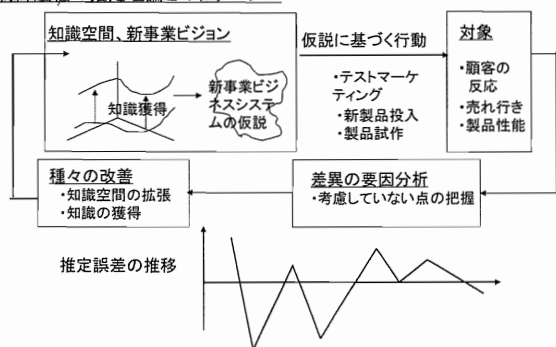 知識空間、新事業ビジョン
知識獲得
新事業ビジ
ネスシステ
ムの仮説
仮説に基づく行動
・テストマーケ
ティング
・新製品投入
・製品試作
対象
・顧客の
反応
・売れ行き
・製品性能
種々の改善
・知識空間の拡張
・知識の獲得
差異の要因分析
・考慮していない点の把握
推定誤差の推移